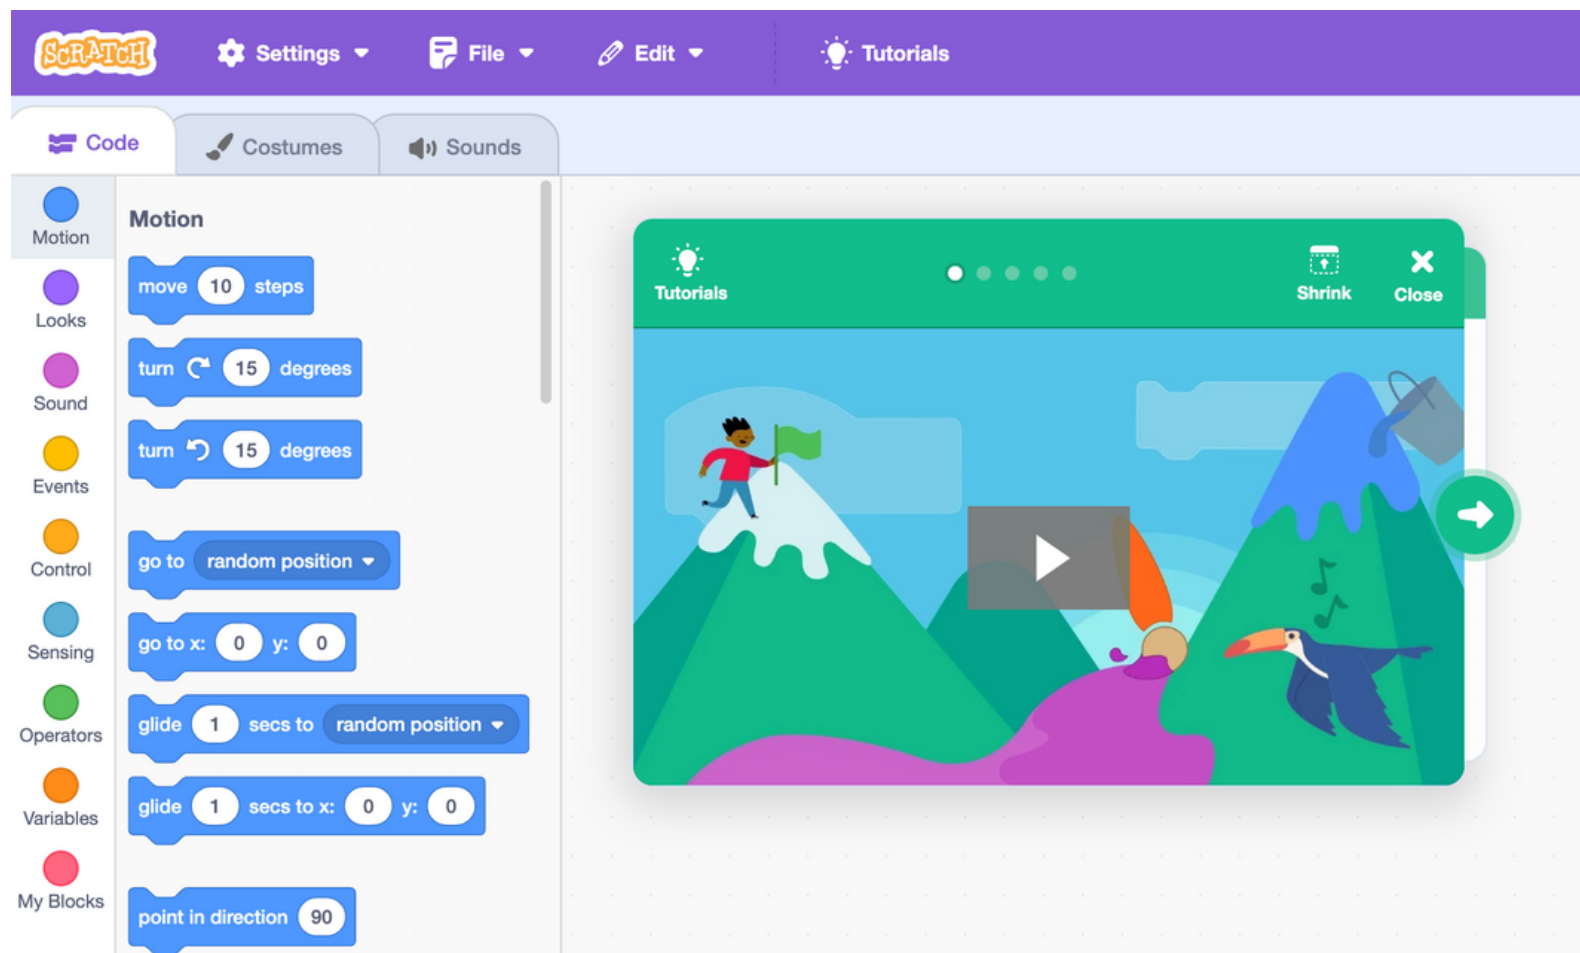 SCRATCH Settings File Edit Tutorials
Code Costumes Sounds
Motion
Looks
Sound
Events
Control
Sensing
Operators
Variables
My Blocks
Motion
move 10 steps
turn 15 degrees
turn 15 degrees
go to random position
go to x: 0 y: 0
glide 1 secs to random position
glide 1 secs to x: 0 y: 0
point in direction 90
Tutorials
Shrink
Close